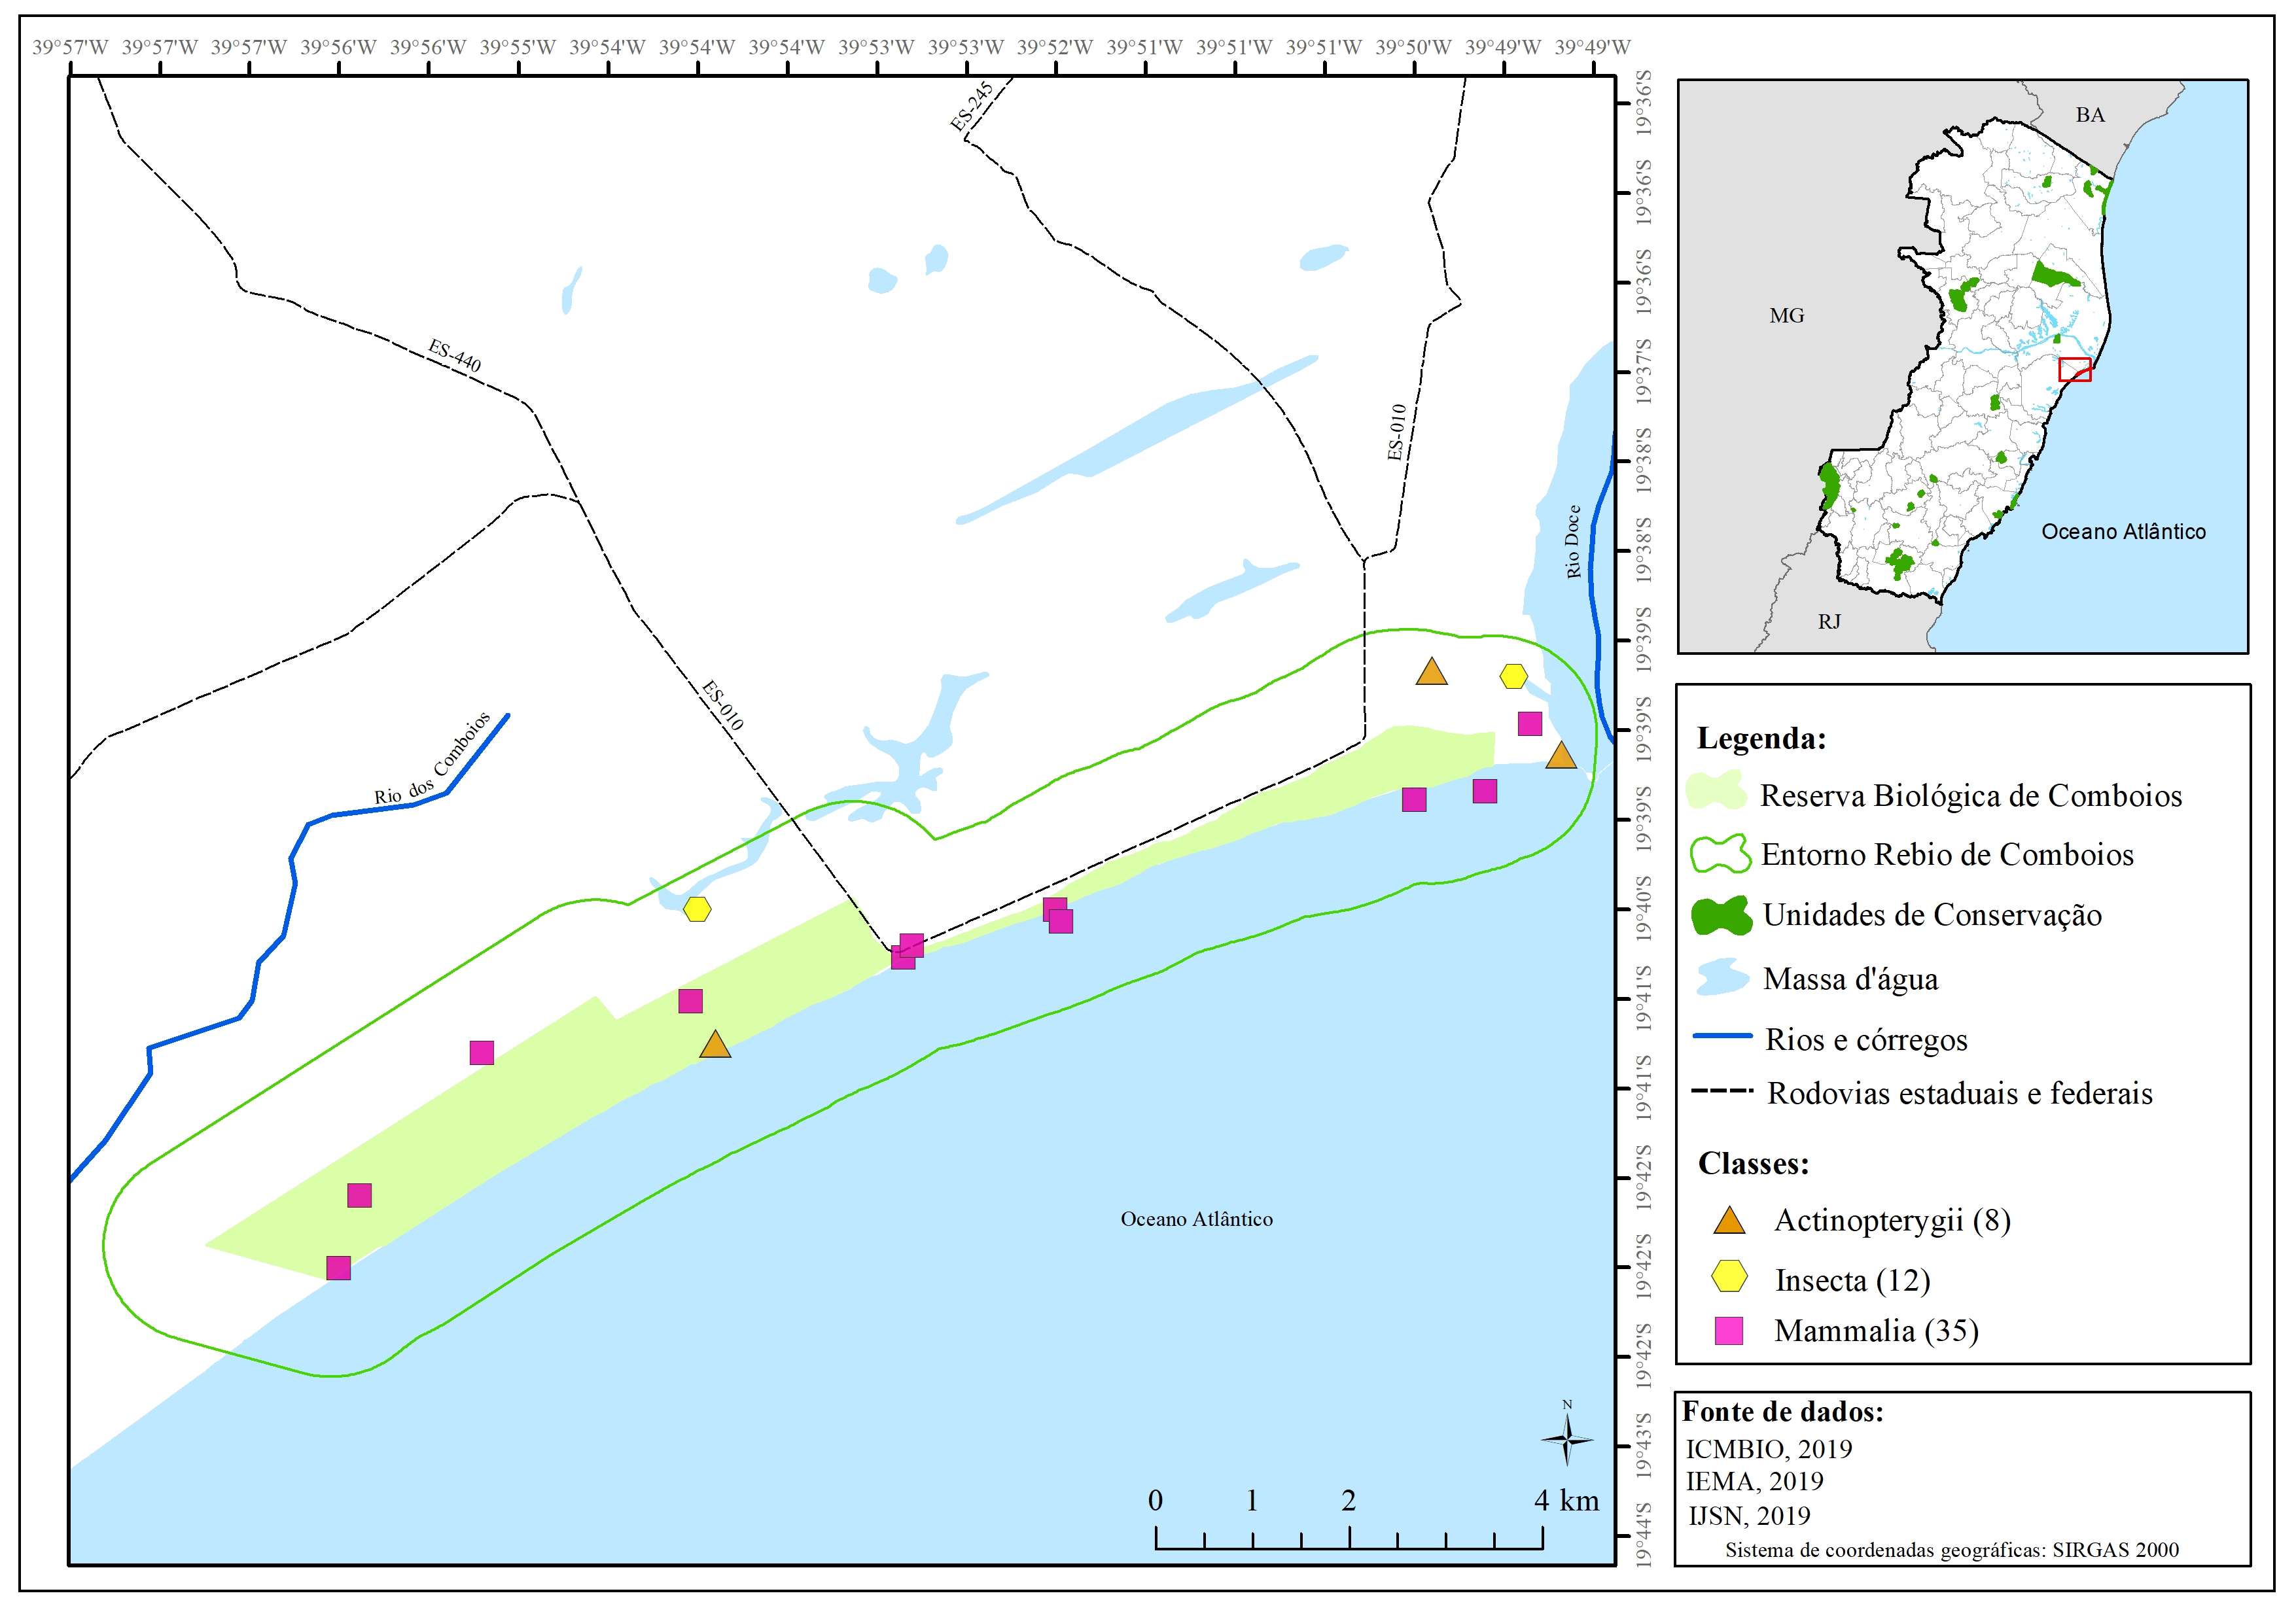 39°57'W 39°57'W 39°57'W 39°56'W 39°56'W 39°55'W 39°54'W 39°54'W 39°54'W 39°53'W 39°53'W 39°52'W 39°51'W 39°51'W 39°51'W 39°50'W 39°49'W 39°49'W
19°36'S
19°36'S
19°36'S
19°37'S
19°38'S
19°38'S
19°39'S
19°39'S
19°39'S
19°40'S
19°41'S
19°41'S
19°42'S
19°42'S
19°42'S
19°43'S
19°44'S
ES-245
ES-440
ES-010
Rio Doce
ES-010
Rio dos Comboios
Oceano Atlântico
N
0 1 2 4 km
BA
MG
Oceano Atlântico
RJ
Legenda:
Reserva Biológica de Comboios
Entorno Rebio de Comboios
Unidades de Conservação
Massa d'água
Rios e córregos
Rodovias estaduais e federais
Classes:
Actinopterygii (8)
Insecta (12)
Mammalia (35)
Fonte de dados:
ICMBIO, 2019
IEMA, 2019
IJSN, 2019
Sistema de coordenadas geográficas: SIRGAS 2000